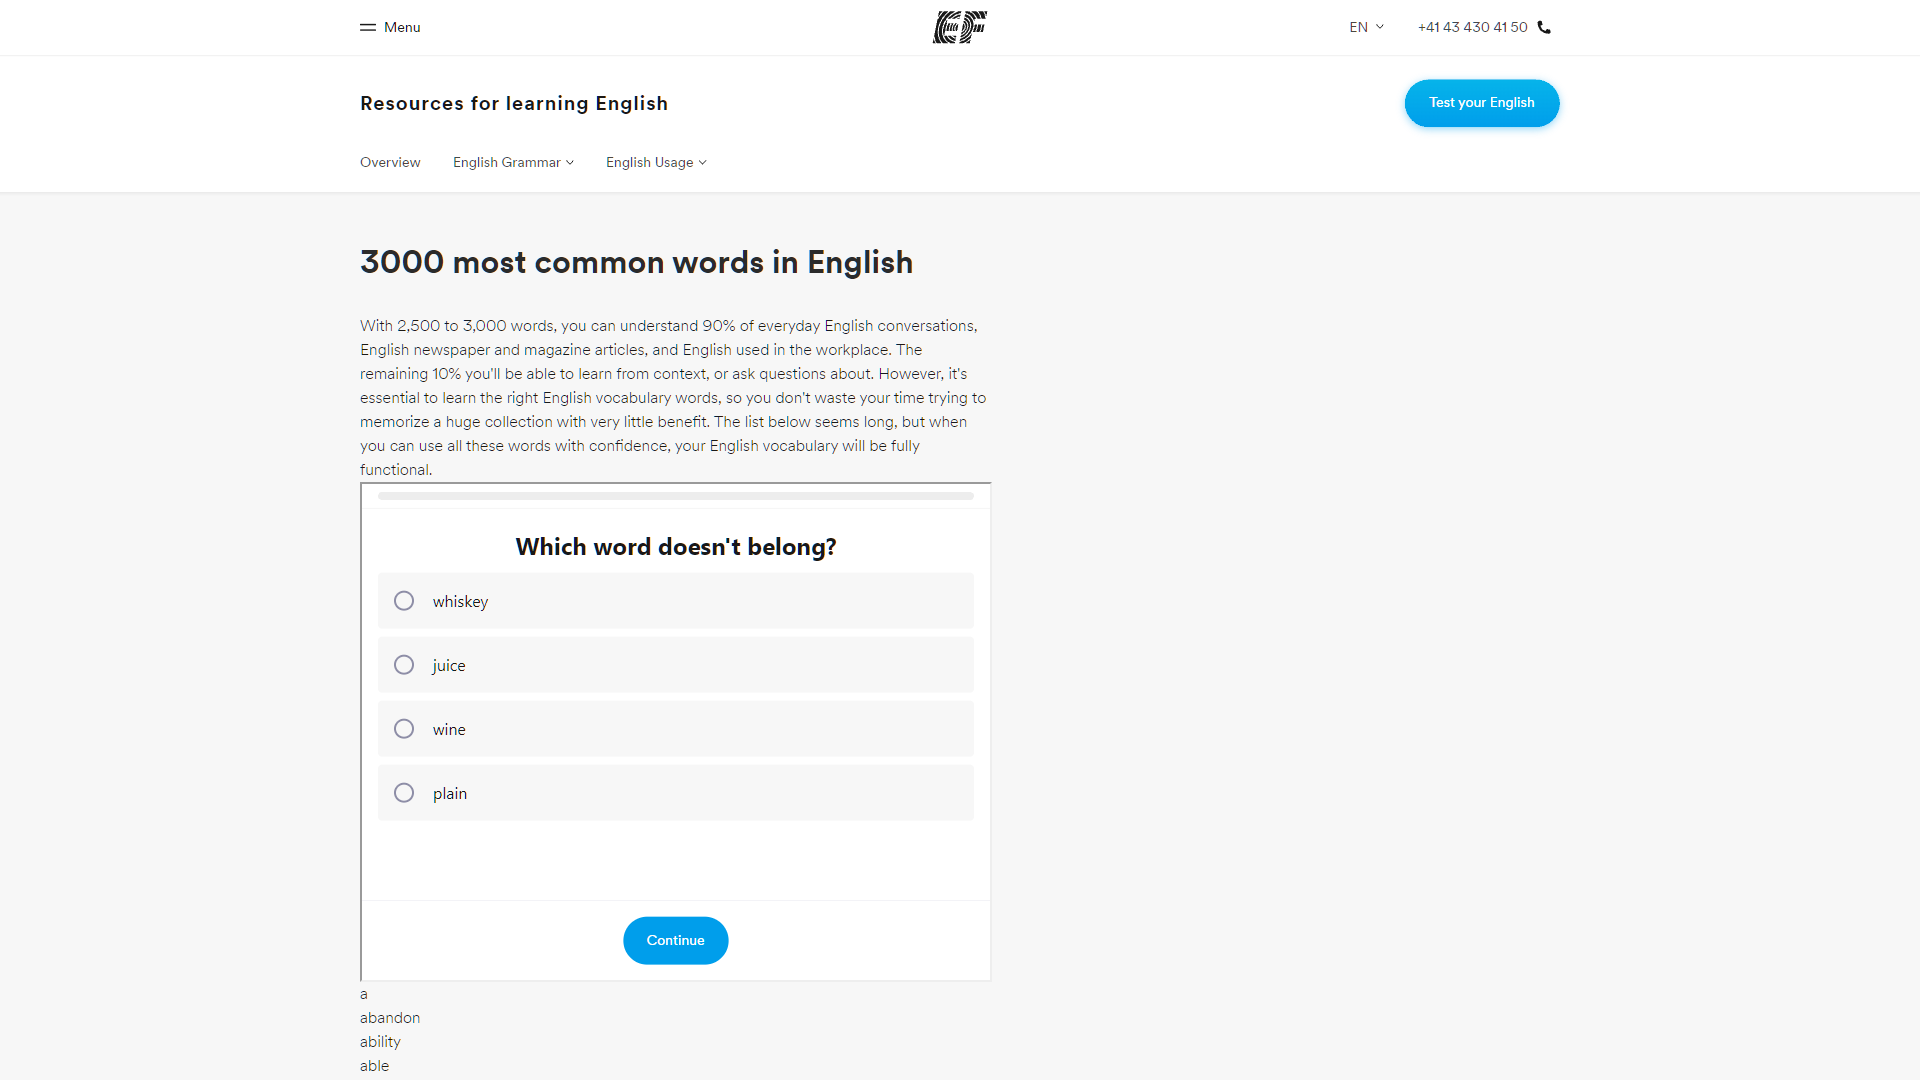 Menu
EF
EN
+41 43 430 41 50
Resources for learning English
Test your English
Overview
English Grammar
English Usage
3000 most common words in English
With 2,500 to 3,000 words, you can understand 90% of everyday English conversations,
English newspaper and magazine articles, and English used in the workplace. The
remaining 10% you'll be able to learn from context, or ask questions about. However, it's
essential to learn the right English vocabulary words, so you don't waste your time trying to
memorize a huge collection with very little benefit. The list below seems long, but when
you can use all these words with confidence, your English vocabulary will be fully
functional.
Which word doesn't belong?
whiskey
juice
wine
plain
Continue
a
abandon
ability
able